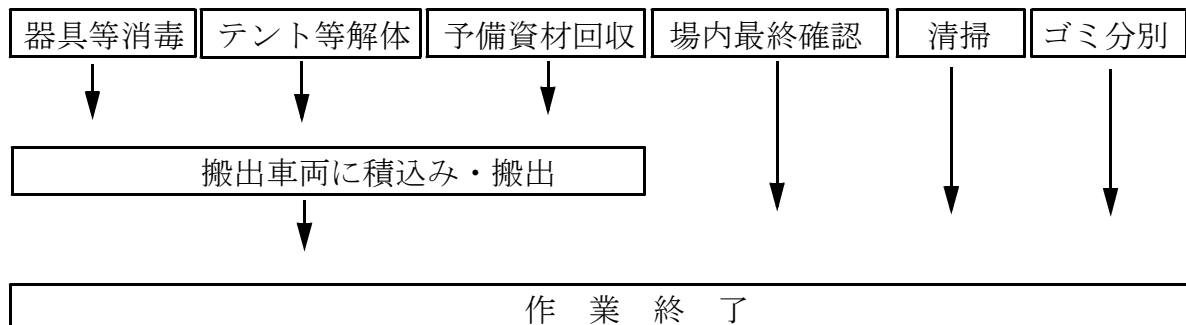 器具等消毒 テント等解体 予備資材回収 場内最終確認 清掃 ゴミ分別
搬出車両に積込み・搬出
作業終了